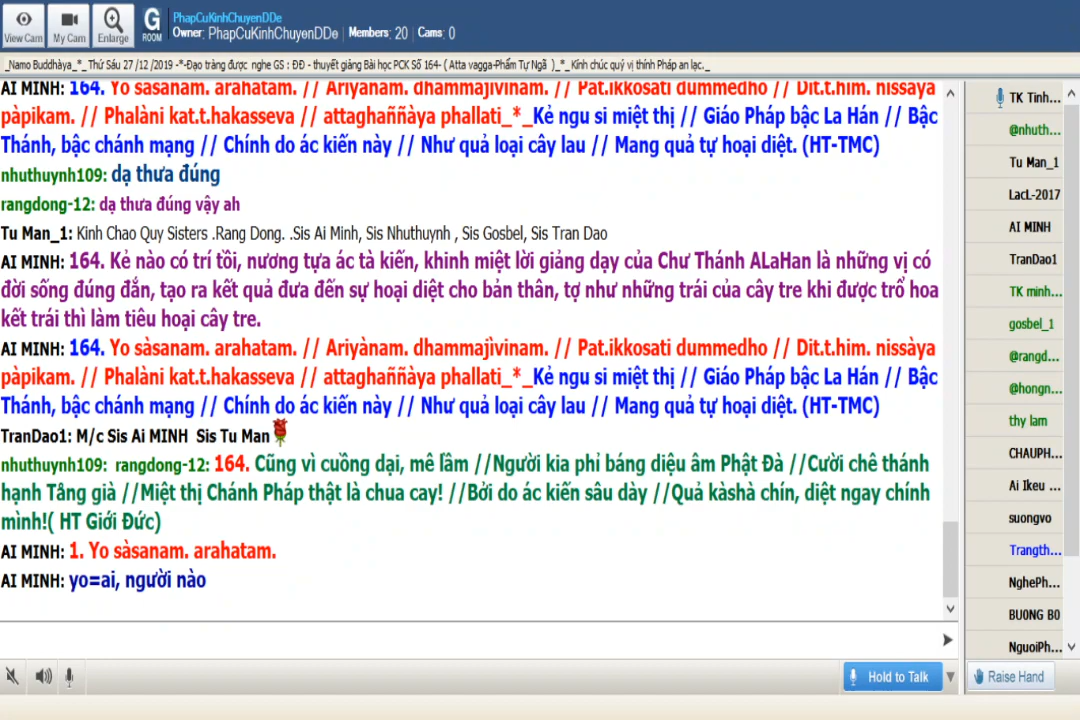 PhapCuKinhChuyenDDe
Owner: PhapCuKinhChuyenDDe | Members: 20 | Cams: 0
View Cam My Cam Enlarge G ROOM
_Namo Buddhàya_*_ Thứ Sáu 27 /12 /2019 -*-Đạo tràng được nghe GS : ĐĐ - thuyết giảng Bài học PCK Số 164- ( Atta vagga-Phẩm Tự Ngã )_*_Kính chúc quý vị thính Pháp an lạc._
AI MINH: 164. Yo sàsanam. arahatam. // Ariyànam. dhammajìvinam. // Pat.ikkosati dummedho // Dit.t.him. nissàya
pàpikam. // Phalàni kat.t.hakasseva // attaghaññàya phallati_*_Kẻ ngu si miệt thị // Giáo Pháp bậc La Hán // Bậc
Thánh, bậc chánh mạng // Chính do ác kiến này // Như quả loại cây lau // Mang quả tự hoại diệt. (HT-TMC)
nhuthuynh109: dạ thưa đúng
rangdong-12: dạ thưa đúng vậy ah
Tu Man_1: Kinh Chao Quy Sisters .Rang Dong. .Sis Ai Minh, Sis Nhuthuynh , Sis Gosbel, Sis Tran Dao
AI MINH: 164. Kẻ nào có trí tồi, nương tựa ác tà kiến, khinh miệt lời giảng dạy của Chư Thánh ALaHan là những vị có
đời sống đúng đắn, tạo ra kết quả đưa đến sự hoại diệt cho bản thân, tợ như những trái của cây tre khi được trổ hoa
kết trái thì làm tiêu hoại cây tre.
AI MINH: 164. Yo sàsanam. arahatam. // Ariyànam. dhammajìvinam. // Pat.ikkosati dummedho // Dit.t.him. nissàya
pàpikam. // Phalàni kat.t.hakasseva // attaghaññàya phallati_*_Kẻ ngu si miệt thị // Giáo Pháp bậc La Hán // Bậc
Thánh, bậc chánh mạng // Chính do ác kiến này // Như quả loại cây lau // Mang quả tự hoại diệt. (HT-TMC)
TranDao1: M/c Sis Ai MINH Sis Tu Man
nhuthuynh109: rangdong-12: 164. Cũng vì cuồng dại, mê lầm //Người kia phỉ báng diệu âm Phật Đà //Cười chê thánh
hạnh Tăng già //Miệt thị Chánh Pháp thật là chua cay! //Bởi do ác kiến sâu dày //Quả kàshà chín, diệt ngay chính
mình!( HT Giới Đức)
AI MINH: 1. Yo sàsanam. arahatam.
AI MINH: yo=ai, người nào
TK Tinh...
@nhuth...
Tu Man_1
LacL-2017
AI MINH
TranDao1
TK minh...
gosbel_1
@rangd...
@hongn...
thy lam
CHAUPH...
Ai Ikeu ...
suongvo
Trangth...
NghePh...
BUONG BO
NguoiPh...
Hold to Talk
Raise Hand